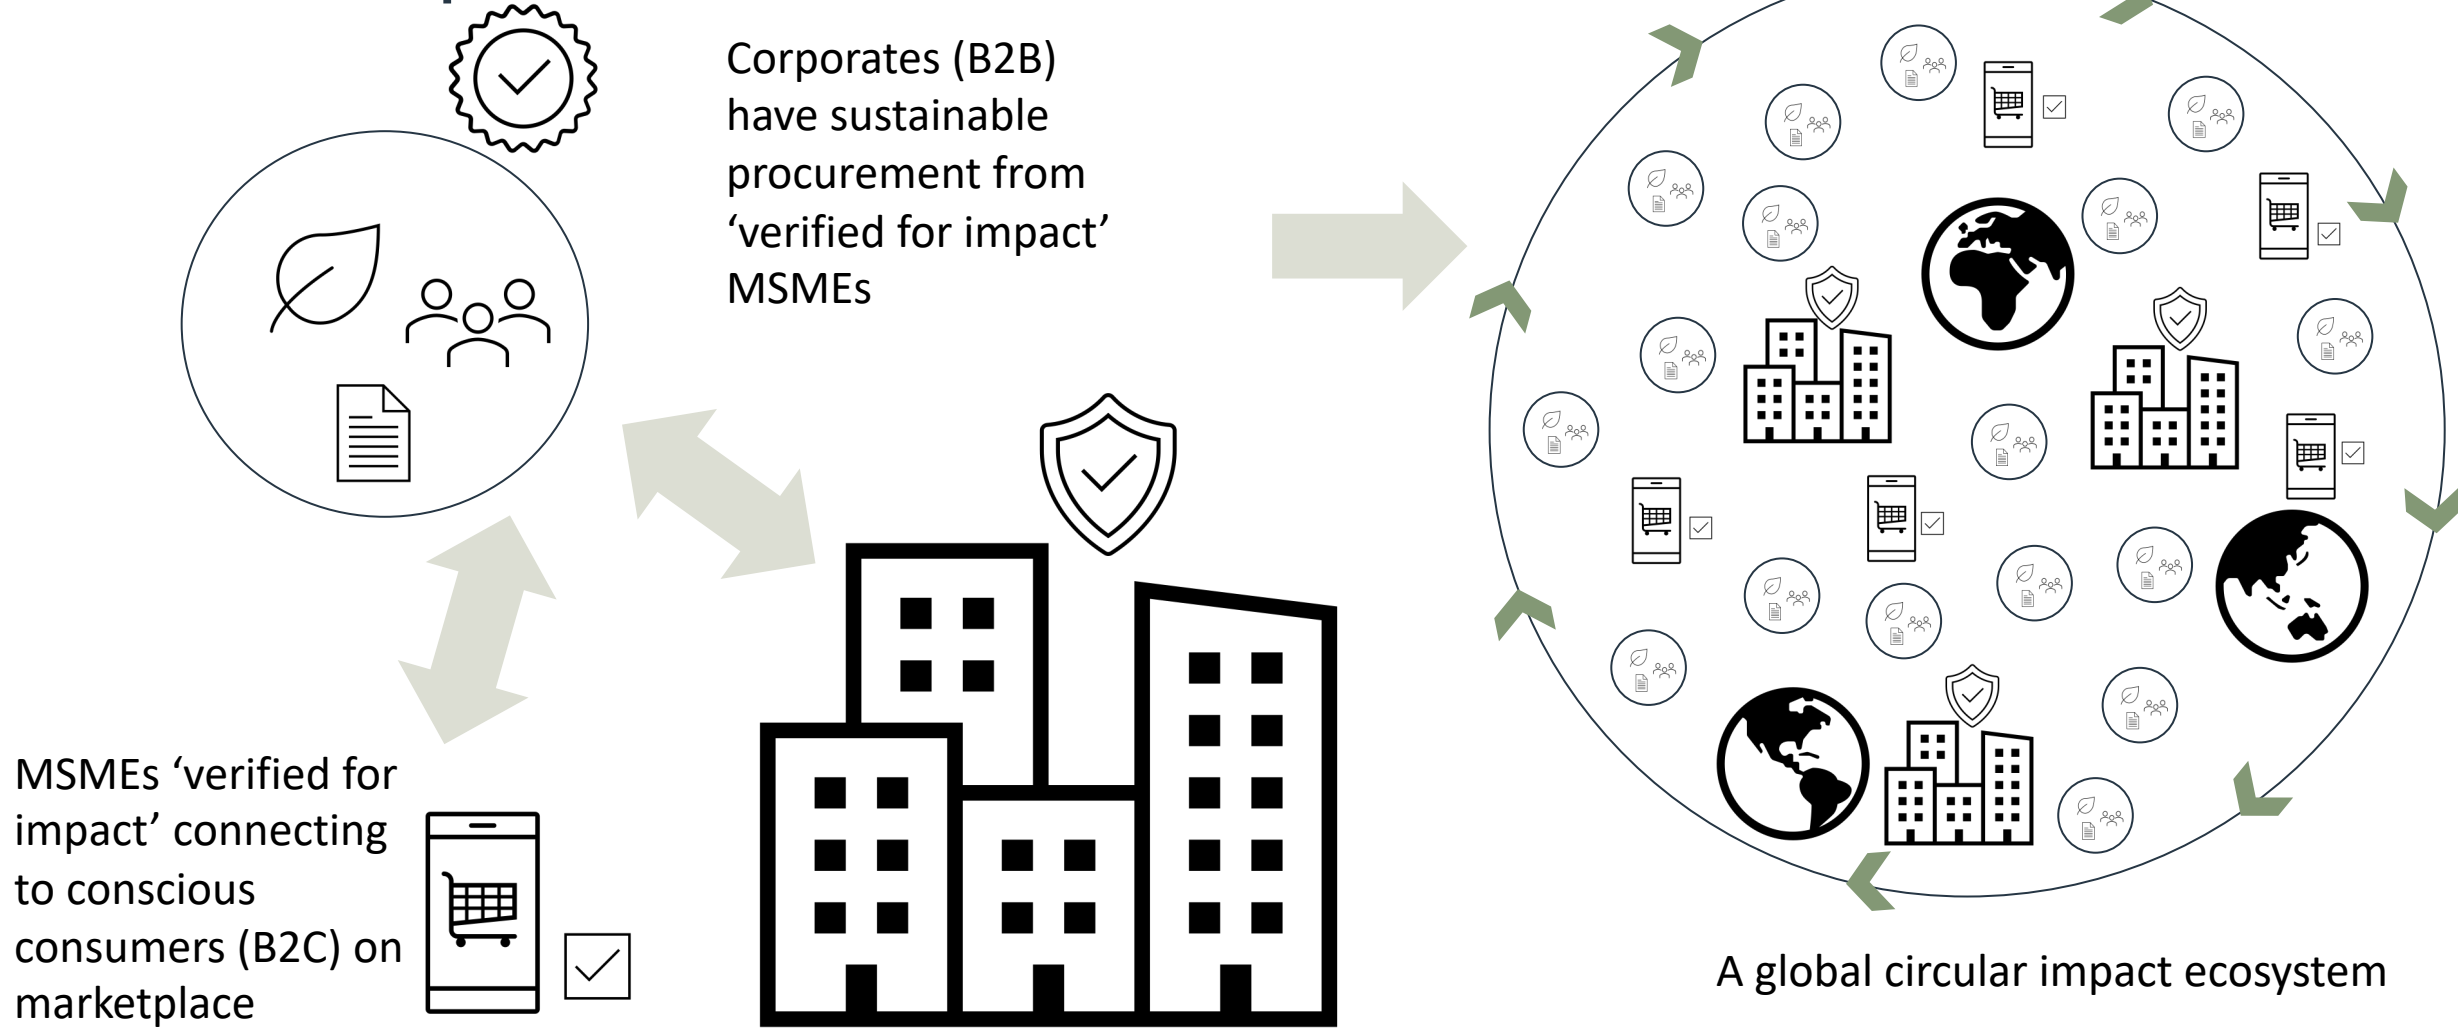 Corporates (B2B)
have sustainable
procurement from
‘verified for impact’
MSMEs
MSMEs ‘verified for
impact’ connecting
to conscious
consumers (B2C) on
marketplace
A global circular impact ecosystem